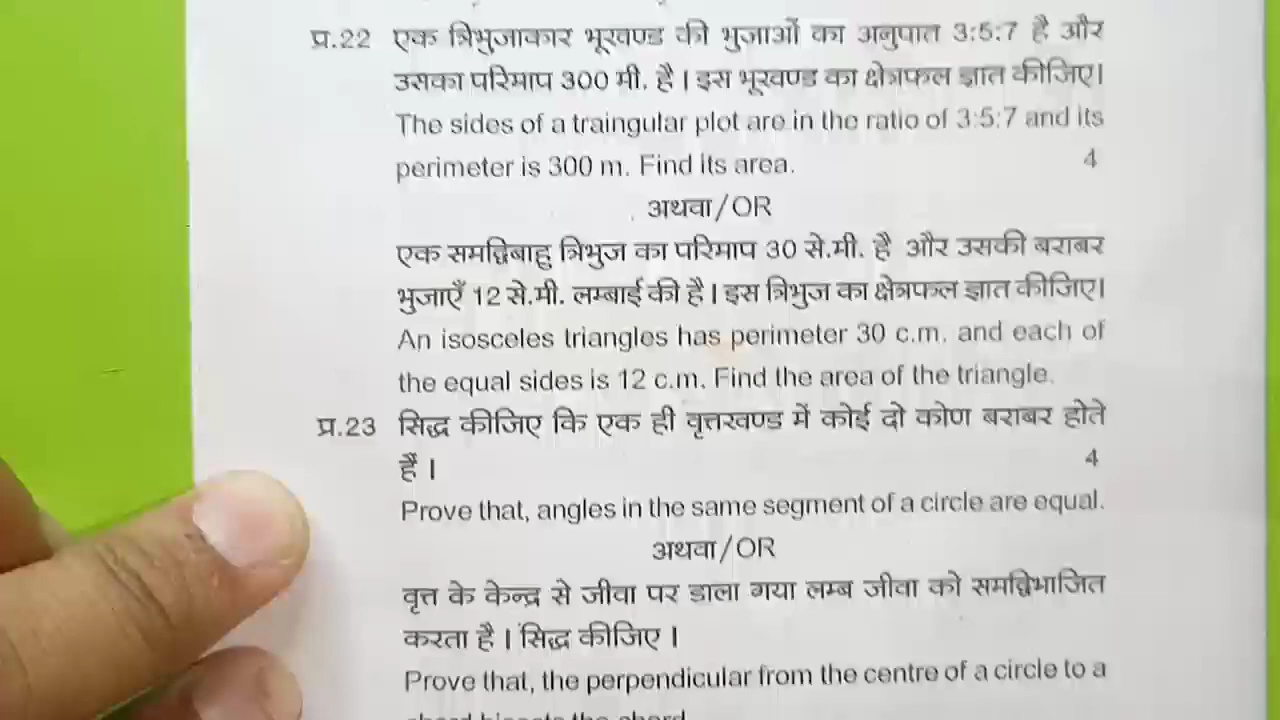 प्र.22 एक त्रिभुजाकार भूखण्ड की भुजाओं का अनुपात 3:5:7 है और
उसका परिमाप 300 मी. है। इस भूखण्ड का क्षेत्रफल ज्ञात कीजिए।
The sides of a traingular plot are in the ratio of 3:5:7 and its
perimeter is 300 m. Find its area. 4
अथवा/OR
एक समद्विबाहु त्रिभुज का परिमाप 30 से.मी. है और उसकी बराबर
भुजाएँ 12 से.मी. लम्बाई की है। इस त्रिभुज का क्षेत्रफल ज्ञात कीजिए।
An isosceles triangles has perimeter 30 c.m. and each of
the equal sides is 12 c.m. Find the area of the triangle.
प्र.23 सिद्ध कीजिए कि एक ही वृत्तखण्ड में कोई दो कोण बराबर होते
हैं। 4
Prove that, angles in the same segment of a circle are equal.
अथवा/OR
वृत्त के केन्द्र से जीवा पर डाला गया लम्ब जीवा को समद्विभाजित
करता है। सिद्ध कीजिए।
Prove that, the perpendicular from the centre of a circle to a
chord bisects the chord.